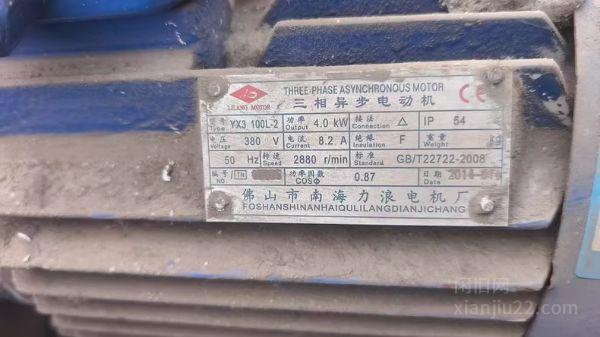 LILANG MOTOR
THREE-PHASE ASYNCHRONOUS MOTOR
三相异步电动机
型号 Type YX3 100L-2 功率 Output 4.0 kW 接法 Connection △ IP 54
电压 Voltage 380 V 电流 Current 8.2 A 绝缘 Insulation F 重量 Weight kg
50 Hz 转速 Speed 2880 r/min 标准 Standard GB/T22722-2008
编号 NO. TN 功率因数 COSΦ 0.87 日期 DATE 2014
佛山市南海力浪电机厂
FOSHANSHINANHAIQULILANGDIANJICHANG
闲旧网
xianjiu22.com